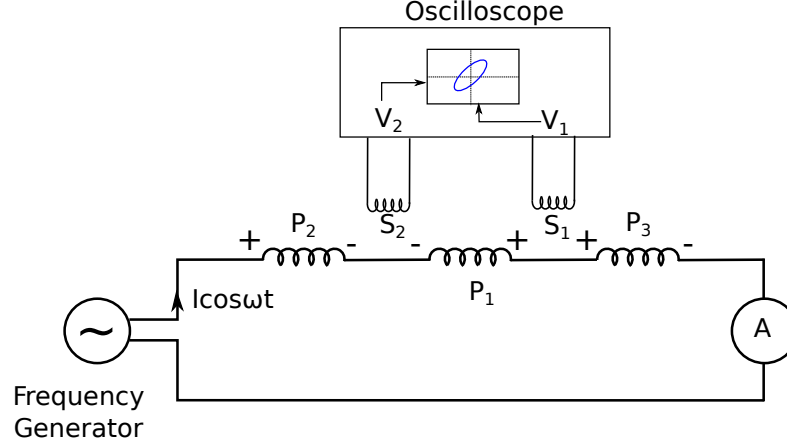 Oscilloscope
V₂
V₁
P₂
S₂
S₁
P₃
+
-
-
+
+
-
P₁
Icosωt
~
A
Frequency
Generator